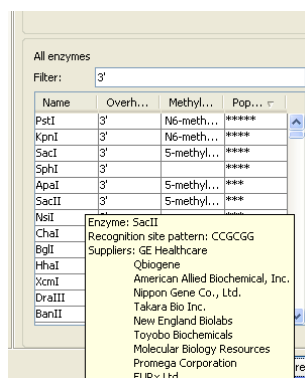 All enzymes
Filter: 3'
Name Overh... Methyl... Pop...
PstI 3' N6-meth... *****
KpnI 3' N6-meth... ****
SacI 3' 5-methyl... ****
SphI 3' ****
ApaI 3' 5-methyl... ***
SacII 3' 5-methyl... ***
NsiI
ChaI
BglI
HhaI
XcmI
DraIII
BanII
Enzyme: SacII
Recognition site pattern: CCGCGG
Suppliers: GE Healthcare
Qbiogene
American Allied Biochemical, Inc.
Nippon Gene Co., Ltd.
Takara Bio Inc.
New England Biolabs
Toyobo Biochemicals
Molecular Biology Resources
Promega Corporation
EURx Ltd.